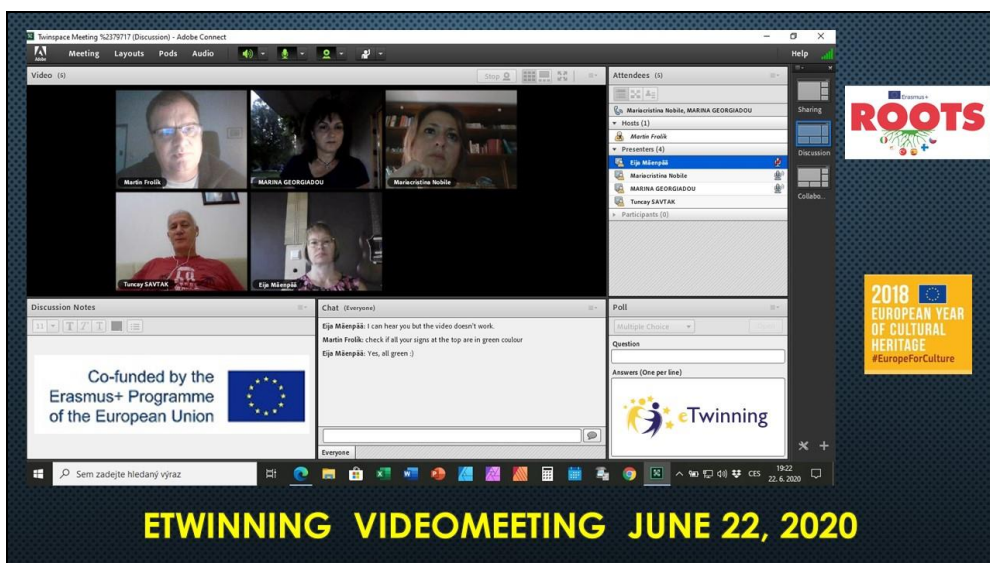 Twinspace Meeting %2379717 (Discussion) - Adobe Connect
Adobe
Meeting Layouts Pods Audio
Help
Video (5)
Stop
Martin Frolík
MARINA GEORGIADOU
Mariacristina Nobile
Tuncay SAVTAK
Eija Mäenpää
Attendees (5)
Mariacristina Nobile, MARINA GEORGIADOU
Hosts (1)
Martin Frolík
Presenters (4)
Eija Mäenpää
Mariacristina Nobile
MARINA GEORGIADOU
Tuncay SAVTAK
Participants (0)
Sharing
Discussion
Collabo...
Erasmus+
ROOTS
2018
EUROPEAN YEAR
OF CULTURAL
HERITAGE
#EuropeForCulture
Discussion Notes
11
Co-funded by the
Erasmus+ Programme
of the European Union
Chat (Everyone)
Eija Mäenpää: I can hear you but the video doesn't work.
Martin Frolík: check if all your signs at the top are in green coulour
Eija Mäenpää: Yes, all green :)
Everyone
Poll
Multiple Choice
Question
Answers (One per line)
eTwinning
Sem zadejte hledaný výraz
CES
19:22
22. 6. 2020
ETWINNING VIDEOMEETING JUNE 22, 2020